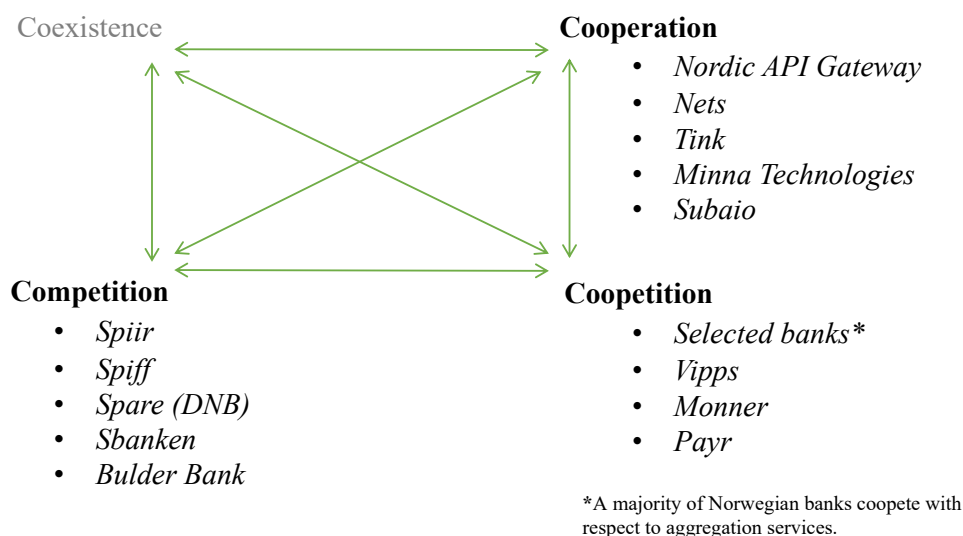 Coexistence
Cooperation
• Nordic API Gateway
• Nets
• Tink
• Minna Technologies
• Subaio
Competition
• Spiir
• Spiff
• Spare (DNB)
• Sbanken
• Bulder Bank
Coopetition
• Selected banks*
• Vipps
• Monner
• Payr
*A majority of Norwegian banks coopete with
respect to aggregation services.